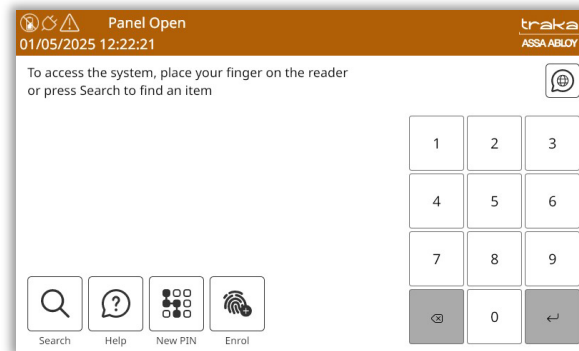 Panel Open
traka
01/05/2025 12:22:21
ASSA ABLOY
To access the system, place your finger on the reader
or press Search to find an item
1 2 3
4 5 6
7 8 9
0
Search Help New PIN Enrol